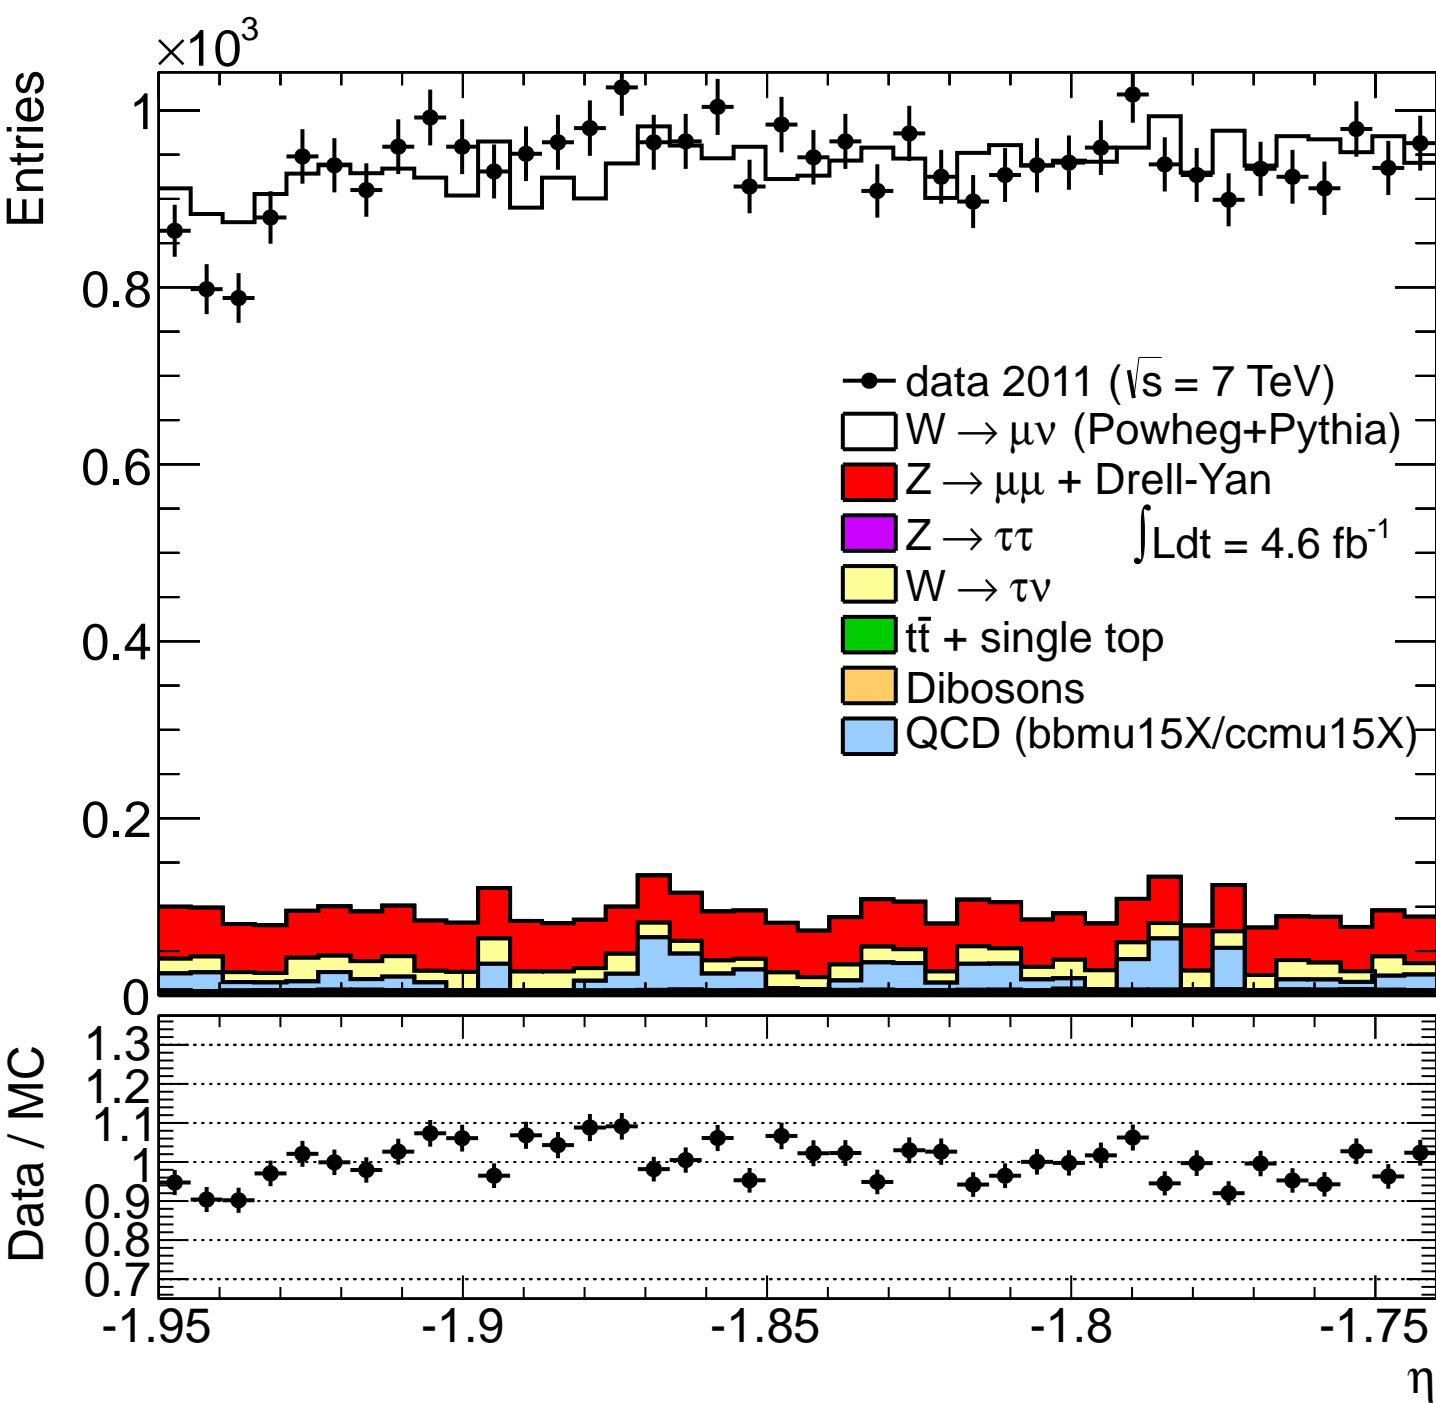 ×10³
Entries
1
0.8
0.6
0.4
0.2
0
data 2011 (√s = 7 TeV)
W → μν (Powheg+Pythia)
Z → μμ + Drell-Yan
Z → ττ
∫Ldt = 4.6 fb⁻¹
W → τν
tt̄ + single top
Dibosons
QCD (bbmu15X/ccmu15X)
Data / MC
1.3
1.2
1.1
1
0.9
0.8
0.7
-1.95 -1.9 -1.85 -1.8 -1.75
η